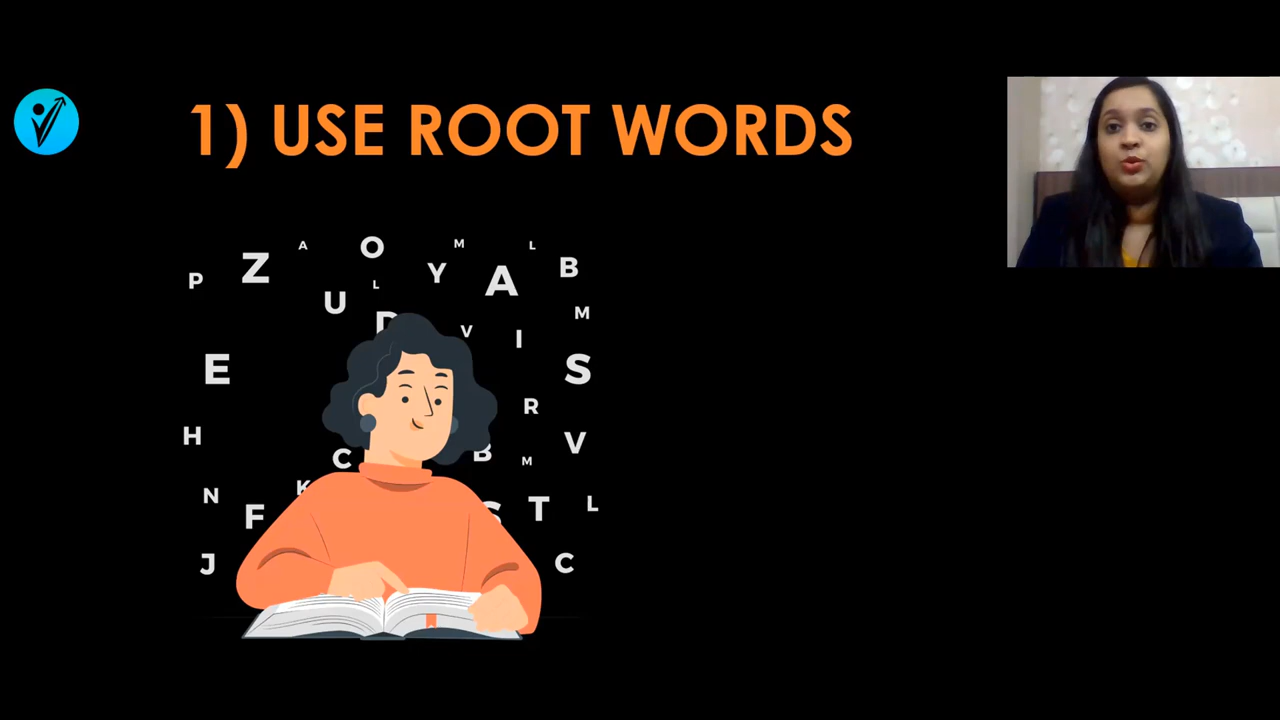 1) USE ROOT WORDS
A O M L
P Z Y A B
L
U M
D V I
E S
R
H V
C B M
K
N L
F S T
J C